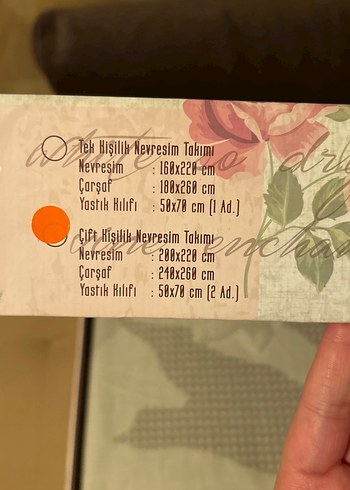 Tek Kişilik Nevresim Takımı
Nevresim : 160x220 cm
Çarşaf : 180x260 cm
Yastık Kılıfı : 50x70 cm (1 Ad.)
Çift Kişilik Nevresim Takımı
Nevresim : 200x220 cm
Çarşaf : 240x260 cm
Yastık Kılıfı : 50x70 cm (2 Ad.)